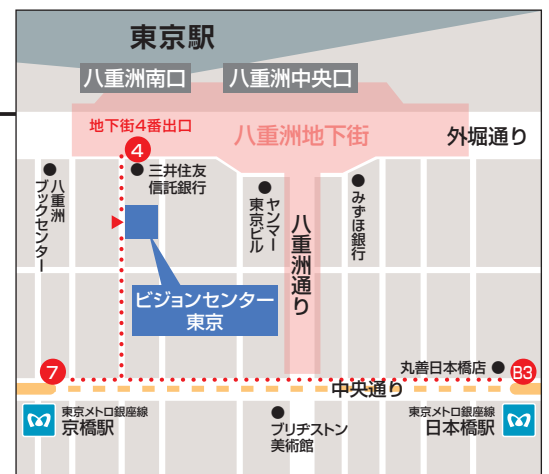 東京駅
八重洲南口
八重洲中央口
地下街4番出口
八重洲地下街
外堀通り
4
三井住友
信託銀行
八重洲
ブックセンター
ヤンマー
東京ビル
八重洲通り
みずほ銀行
ビジョンセンター
東京
丸善日本橋店
7
B3
中央通り
東京メトロ銀座線
京橋駅
ブリヂストン
美術館
東京メトロ銀座線
日本橋駅